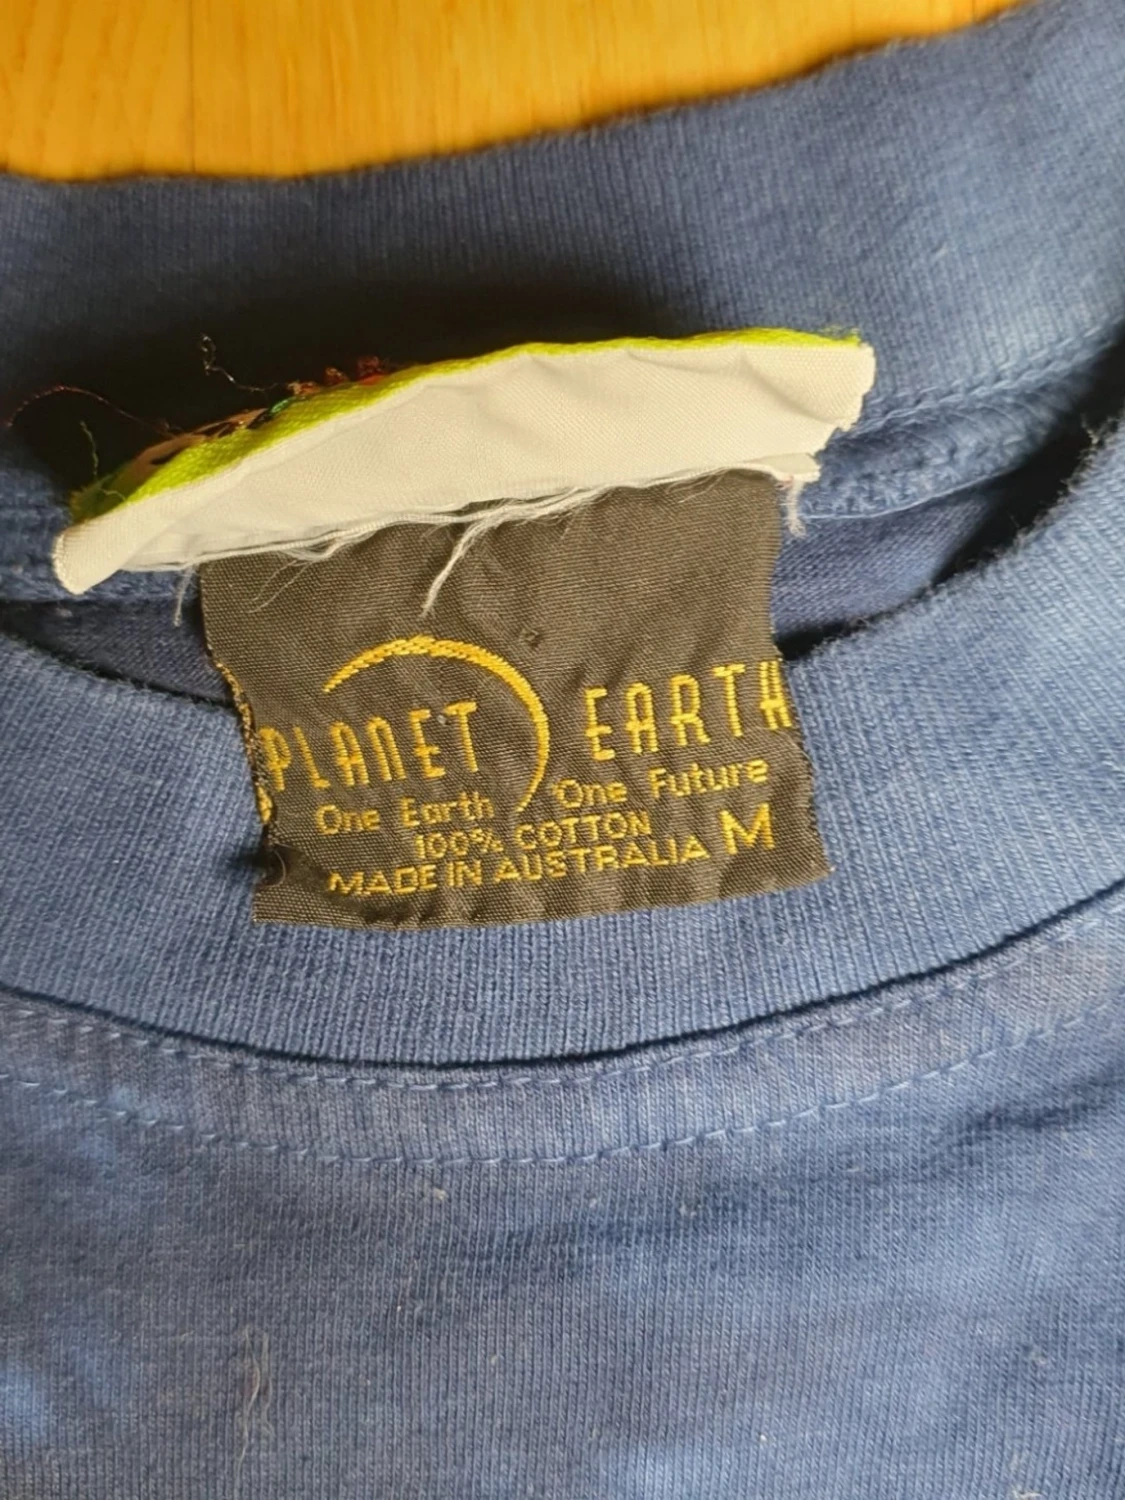 PLANET EARTH
One Earth One Future
100% COTTON
MADE IN AUSTRALIA M